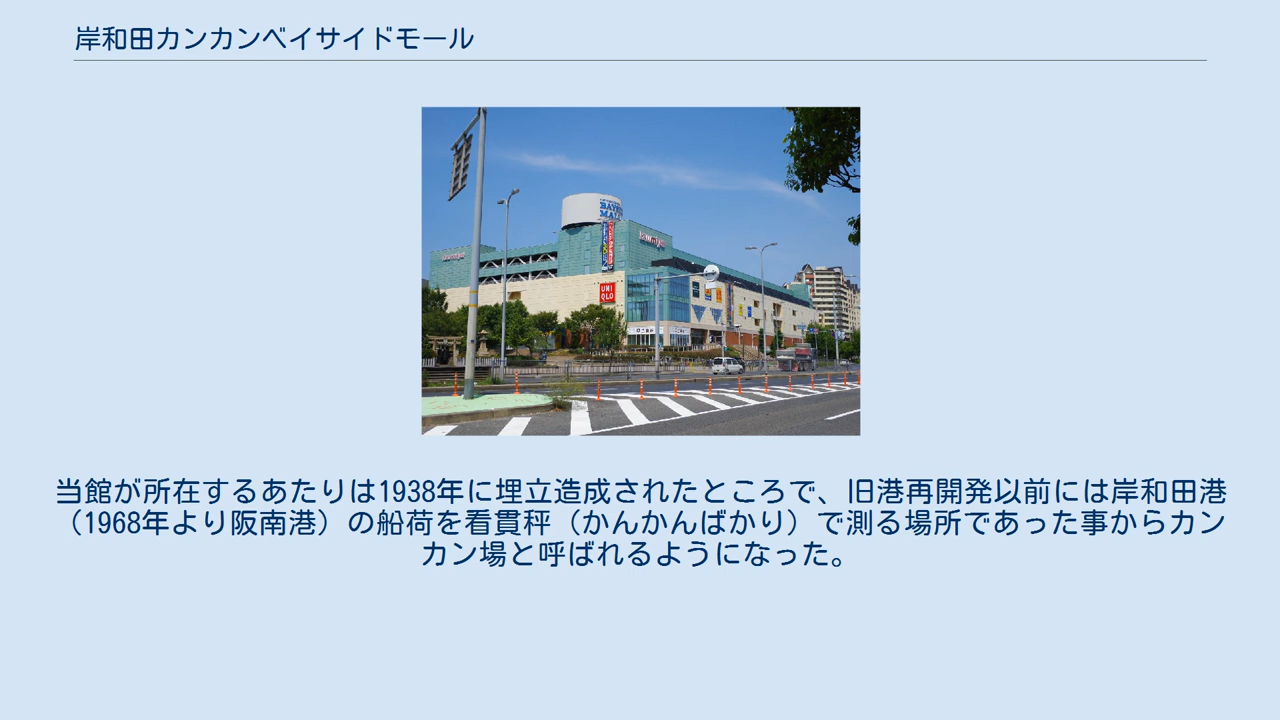 岸和田カンカンベイサイドモール
BAYSIDE
MALL
UNI
QLO
当館が所在するあたりは1938年に埋立造成されたところで、旧港再開発以前には岸和田港
（1968年より阪南港）の船荷を看貫秤（かんかんばかり）で測る場所であった事からカン
カン場と呼ばれるようになった。